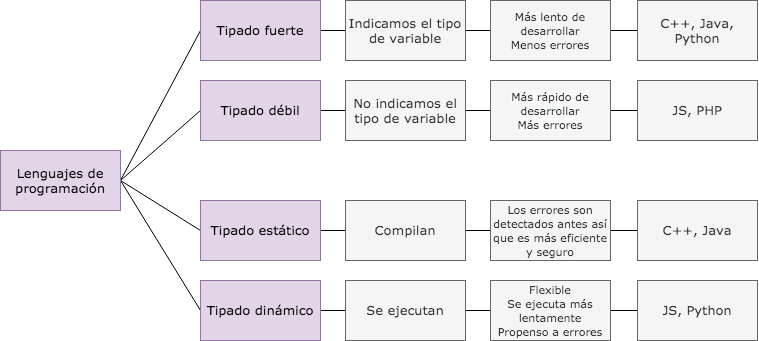 Tipado fuerte
Indicamos el tipo
de variable
Más lento de
desarrollar
Menos errores
C++, Java,
Python
Tipado débil
No indicamos el
tipo de variable
Más rápido de
desarrollar
Más errores
JS, PHP
Lenguajes de
programación
Tipado estático
Compilan
Los errores son
detectados antes así
que es más eficiente
y seguro
C++, Java
Tipado dinámico
Se ejecutan
Flexible
Se ejecuta más
lentamente
Propenso a errores
JS, Python